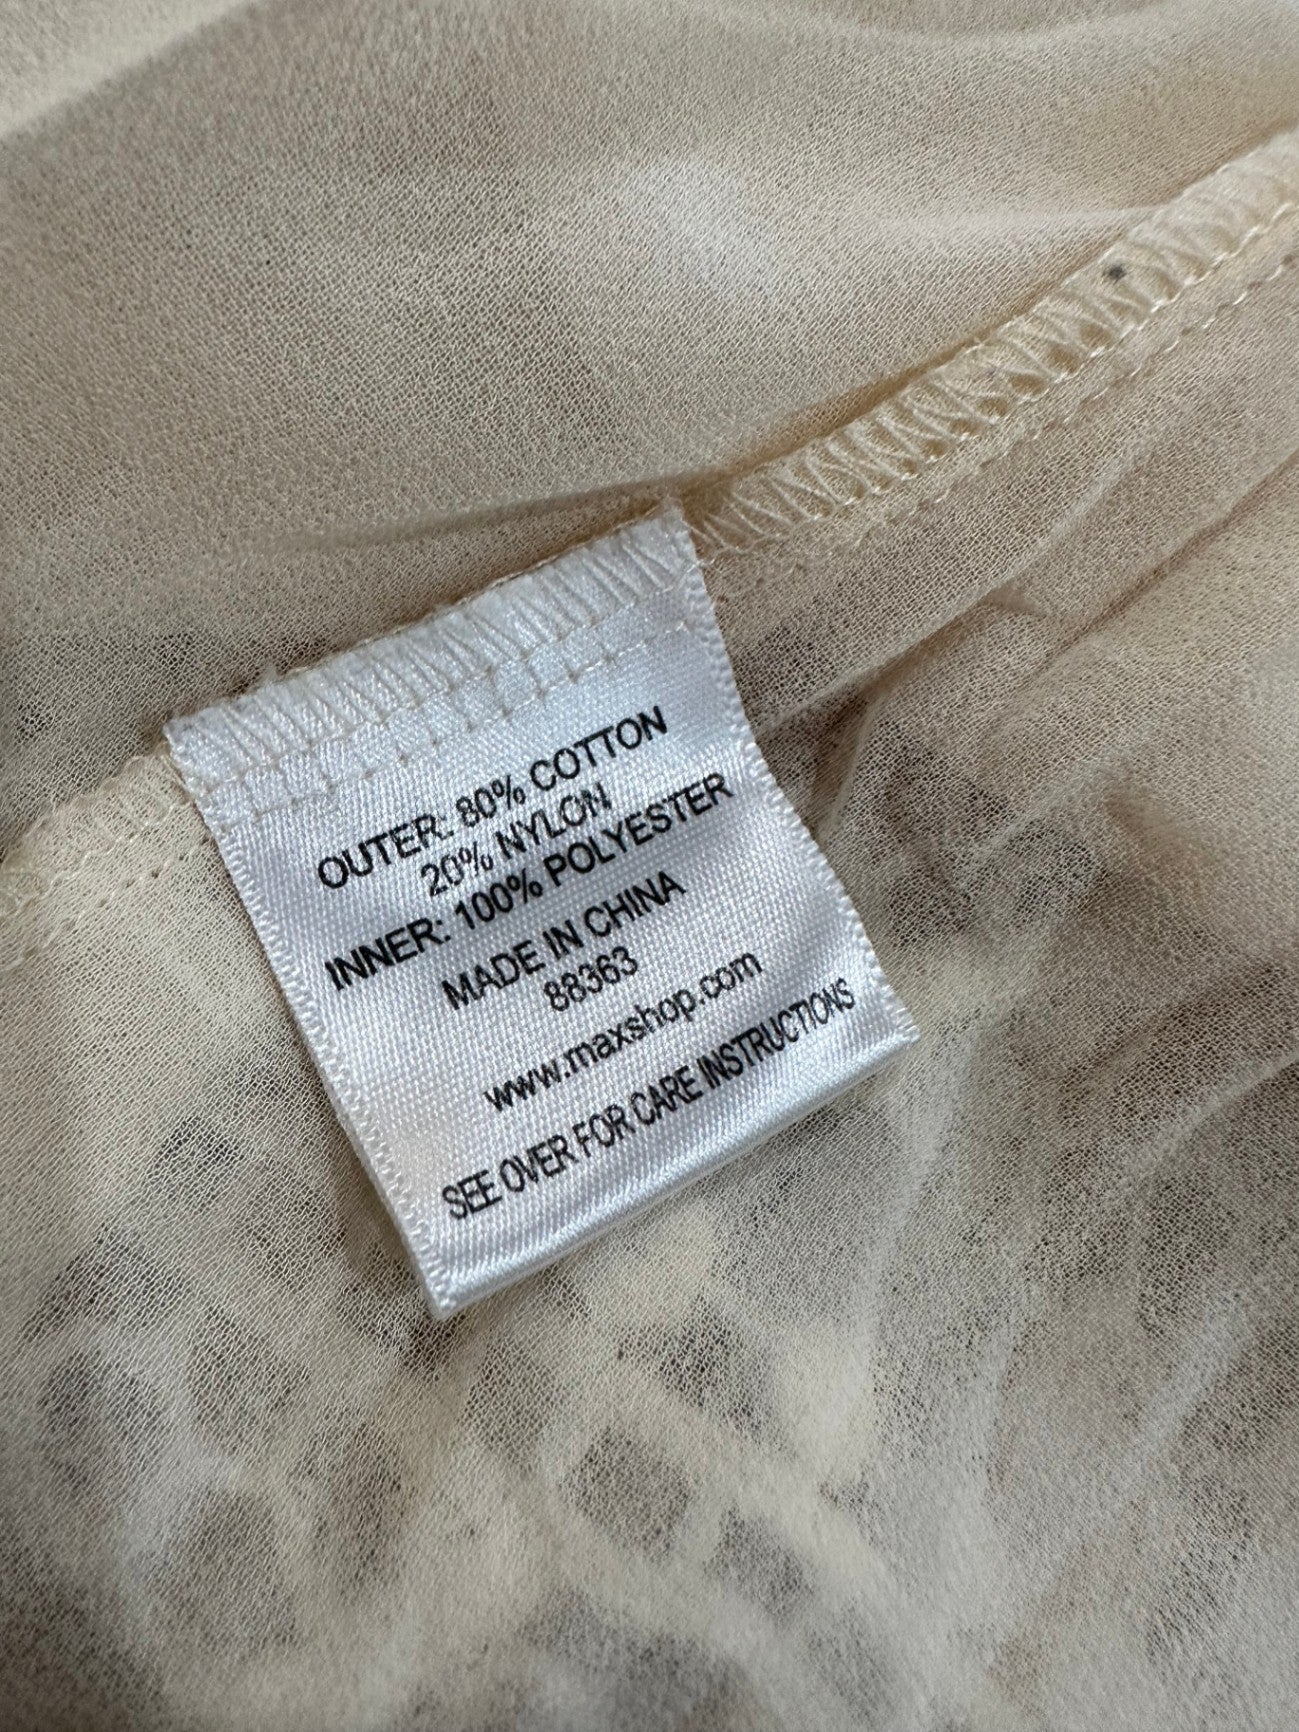 OUTER: 80% COTTON
20% NYLON
INNER: 100% POLYESTER
MADE IN CHINA
88363
www.maxshop.com
SEE OVER FOR CARE INSTRUCTIONS